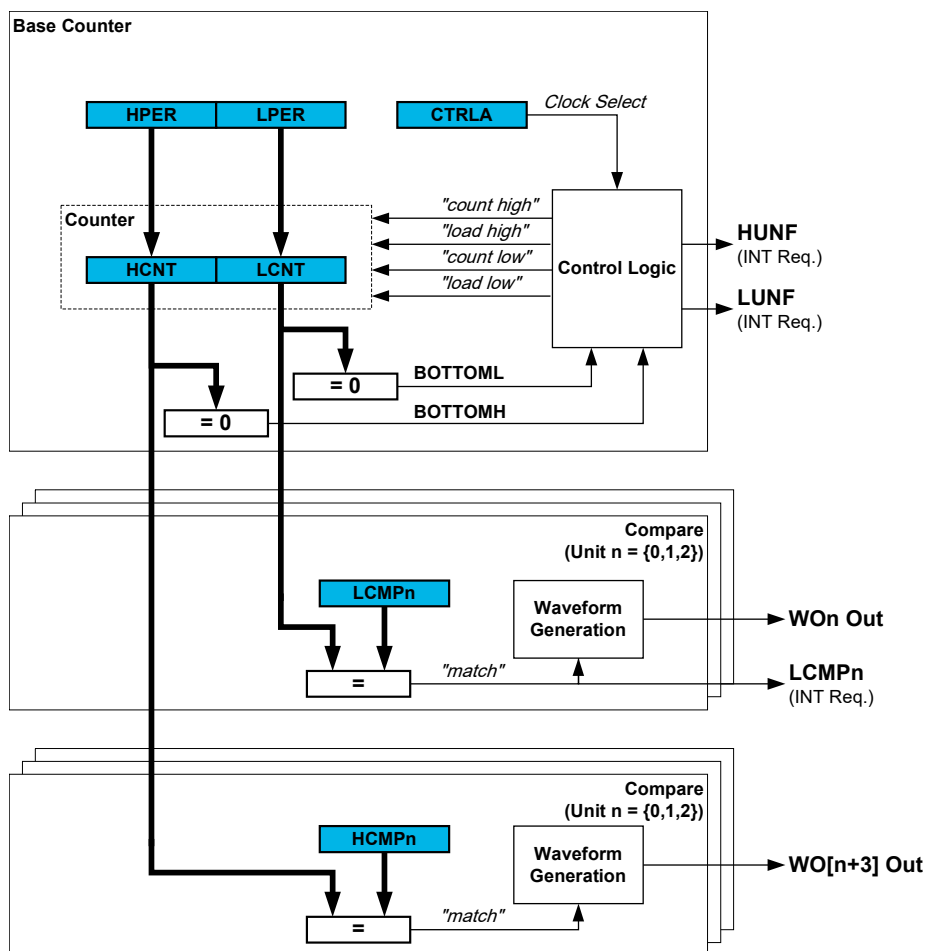 Base Counter
HPER
LPER
CTRLA
Clock Select
Counter
"count high"
"load high"
"count low"
"load low"
Control Logic
HUNF
(INT Req.)
LUNF
(INT Req.)
HCNT
LCNT
= 0
BOTTOML
= 0
BOTTOMH
Compare
(Unit n = {0,1,2})
LCMPn
Waveform
Generation
WOn Out
=
"match"
LCMPn
(INT Req.)
Compare
(Unit n = {0,1,2})
HCMPn
Waveform
Generation
WO[n+3] Out
=
"match"